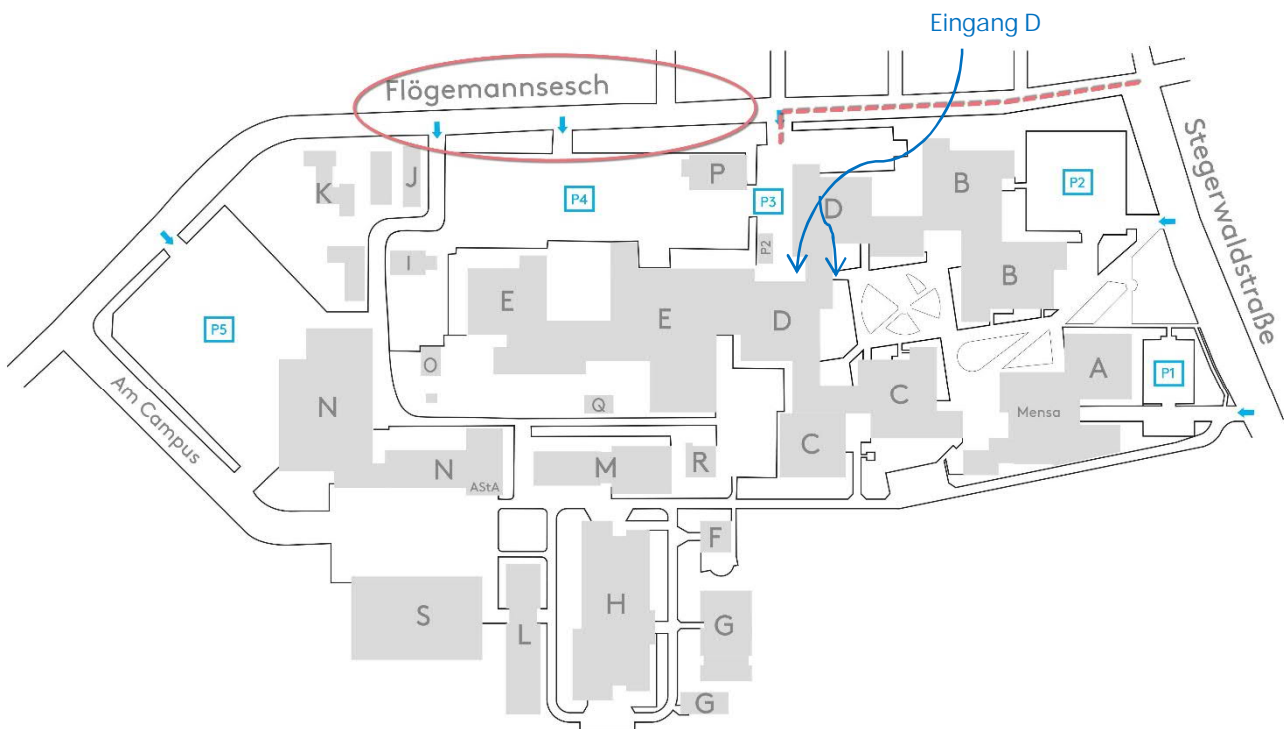 Eingang D
Flögemannsesch
Stegerwaldstraße
Am Campus
K
J
P
P4
P3
P2
D
B
P2
I
B
E
E
D
P5
O
N
Q
C
A
P1
Mensa
C
N
AStA
M
R
F
S
L
H
G
G